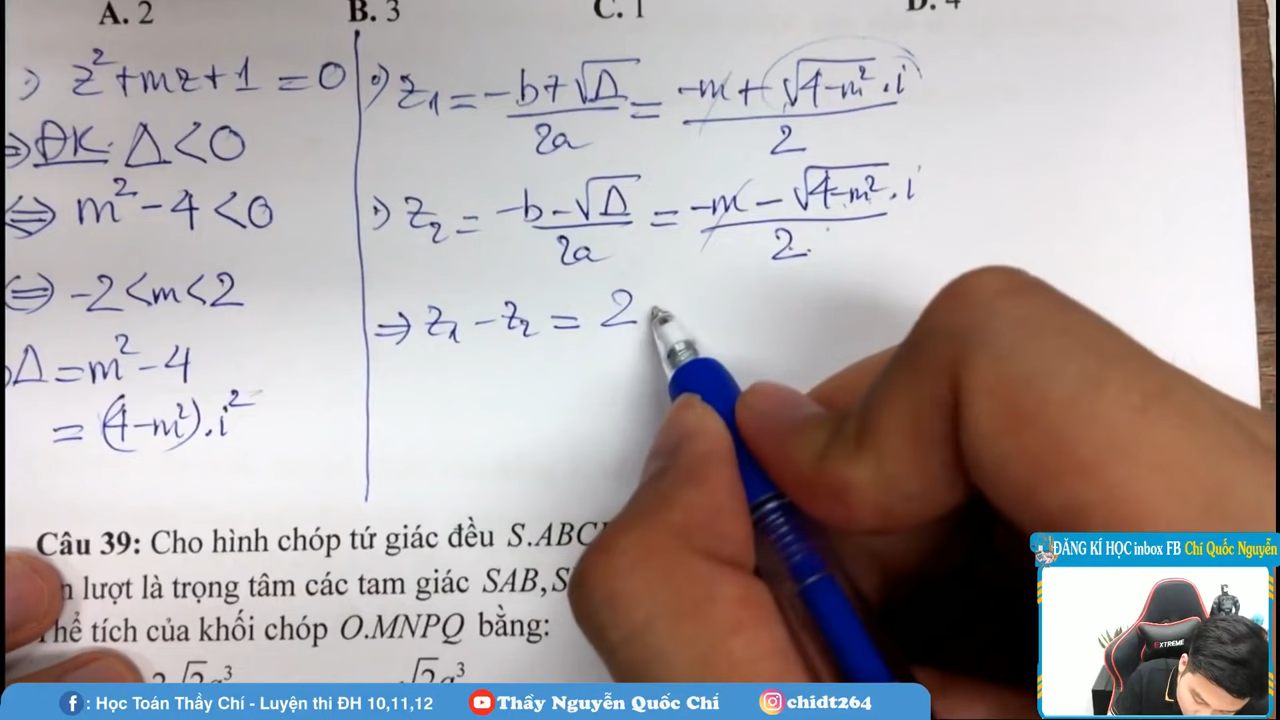 A. 2 B. 3 C. 1 D. 4
z² + mz + 1 = 0
⇒ ĐK: Δ < 0
⇔ m² - 4 < 0
⇔ -2 < m < 2
Δ = m² - 4
= (4-m²).i²
z₁ = (-b+√Δ)/2a = (-m + √(4-m²).i)/2
z₂ = (-b-√Δ)/2a = (-m - √(4-m²).i)/2
⇒ z₁ - z₂ = 2
Câu 39: Cho hình chóp tứ giác đều S.ABC
lượt là trọng tâm các tam giác SAB, S
hể tích của khối chóp O.MNPQ bằng:
ĐĂNG KÍ HỌC inbox FB Chí Quốc Nguyễn
EXTREME
: Học Toán Thầy Chí - Luyện thi ĐH 10,11,12
Thầy Nguyễn Quốc Chí
chidt264